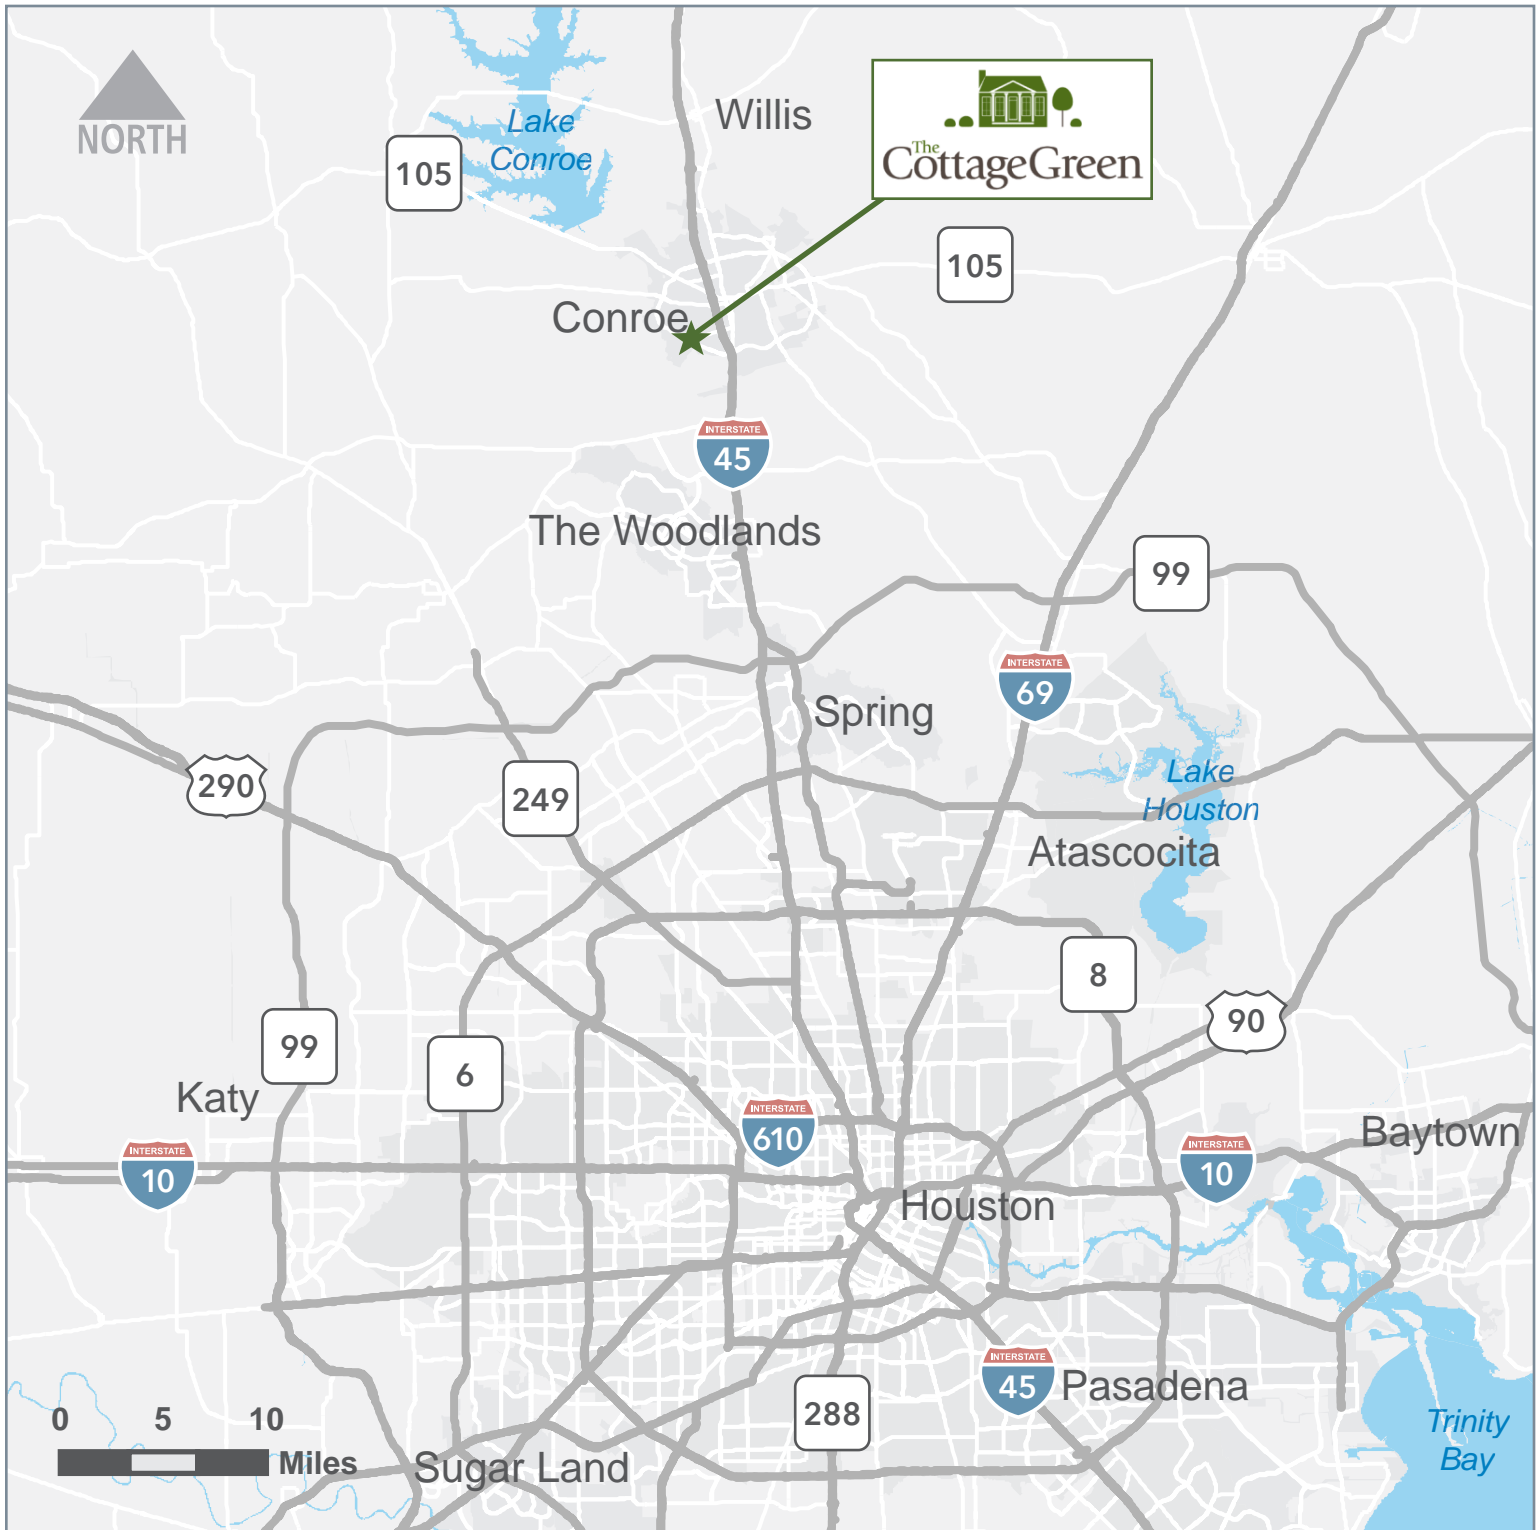 Willis
NORTH
Lake
Conroe
105
The
CottageGreen
105
Conroe
INTERSTATE
45
The Woodlands
99
INTERSTATE
69
Spring
290
249
Lake
Houston
Atascocita
8
90
99
6
Katy
INTERSTATE
610
Baytown
INTERSTATE
10
INTERSTATE
10
Houston
INTERSTATE
45
Pasadena
288
0 5 10
Miles
Sugar Land
Trinity
Bay